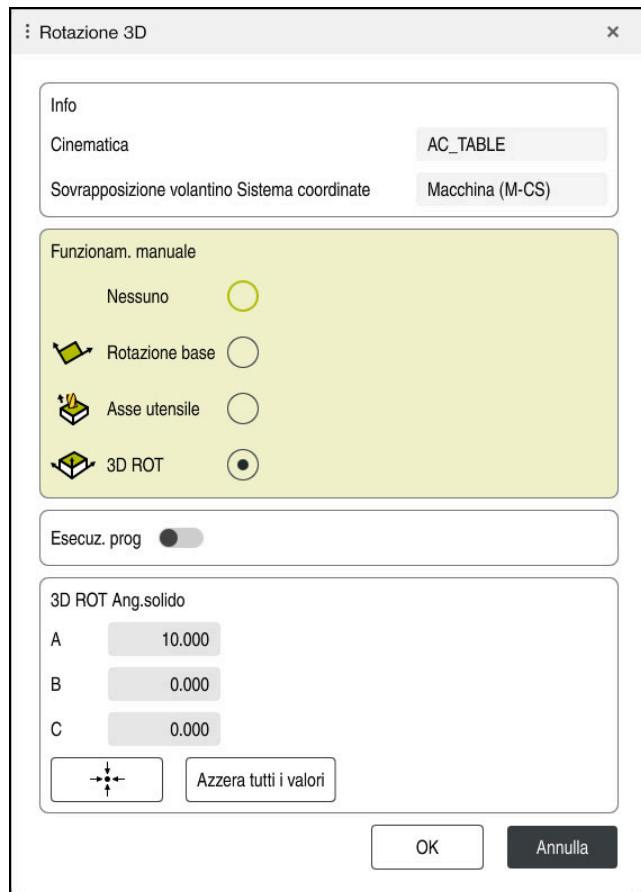 Rotazione 3D
Info
Cinematica AC_TABLE
Sovrapposizione volantino Sistema coordinate Macchina (M-CS)
Funzionam. manuale
Nessuno
Rotazione base
Asse utensile
3D ROT
Esecuz. prog
3D ROT Ang.solido
A 10.000
B 0.000
C 0.000
Azzera tutti i valori
OK Annulla